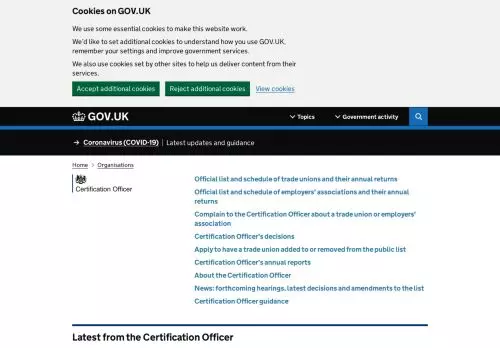 Cookies on GOV.UK
We use some essential cookies to make this website work.
We'd like to set additional cookies to understand how you use GOV.UK,
remember your settings and improve government services.
We also use cookies set by other sites to help us deliver content from their
services.
Accept additional cookies
Reject additional cookies
View cookies
GOV.UK
Topics
Government activity
→ Coronavirus (COVID-19) | Latest updates and guidance
Home > Organisations
Certification Officer
Official list and schedule of trade unions and their annual returns
Official list and schedule of employers' associations and their annual
returns
Complain to the Certification Officer about a trade union or employers'
association
Certification Officer's decisions
Apply to have a trade union added to or removed from the public list
Certification Officer's annual reports
About the Certification Officer
News: forthcoming hearings, latest decisions and amendments to the list
Certification Officer guidance
Latest from the Certification Officer